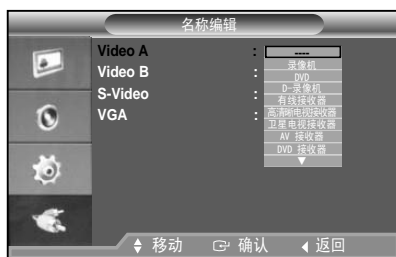 名称编辑
Video A : ----
Video B :
S-Video :
VGA :
录像机
DVD
D-录像机
有线接收器
高清晰电视接收器
卫星电视接收器
AV 接收器
DVD 接收器
移动 确认 返回